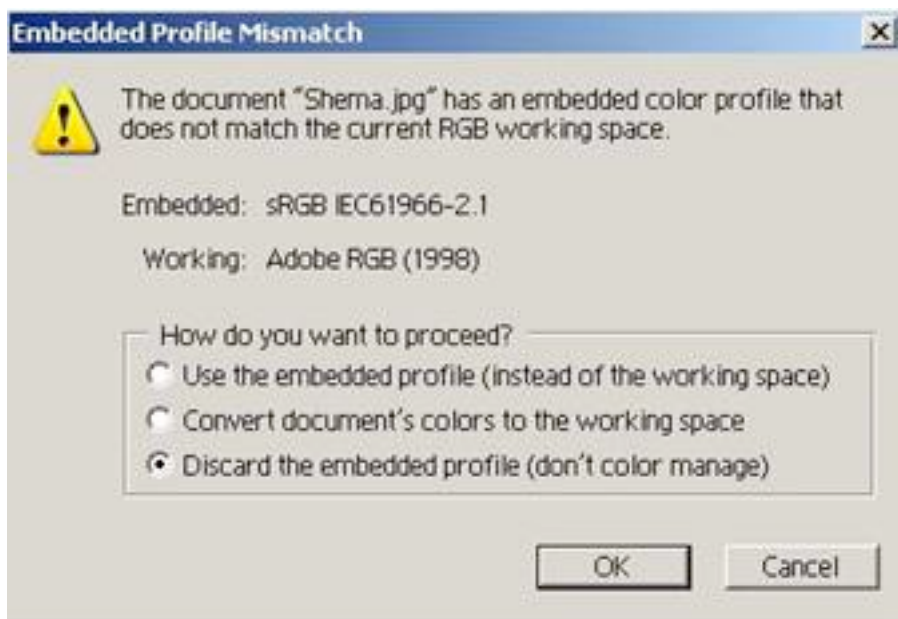 Embedded Profile Mismatch
The document "Shema.jpg" has an embedded color profile that
does not match the current RGB working space.
Embedded: sRGB IEC61966-2.1
Working: Adobe RGB (1998)
How do you want to proceed?
Use the embedded profile (instead of the working space)
Convert document's colors to the working space
Discard the embedded profile (don't color manage)
OK Cancel